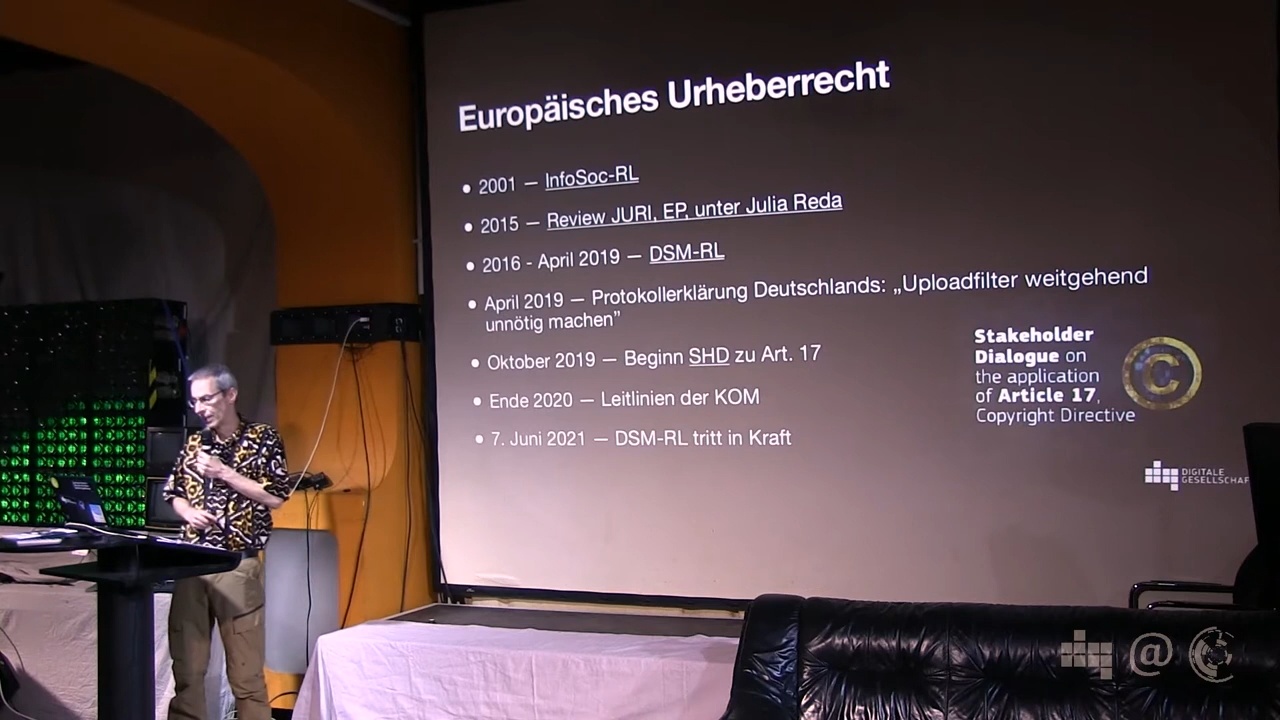 Europäisches Urheberrecht
• 2001 — InfoSoc-RL
• 2015 — Review JURI, EP, unter Julia Reda
• 2016 - April 2019 — DSM-RL
• April 2019 — Protokollerklärung Deutschlands: „Uploadfilter weitgehend
unnötig machen”
• Oktober 2019 — Beginn SHD zu Art. 17
• Ende 2020 — Leitlinien der KOM
• 7. Juni 2021 — DSM-RL tritt in Kraft
Stakeholder
Dialogue on
the application
of Article 17,
Copyright Directive
©
DIGITALE
GESELLSCHAF
@